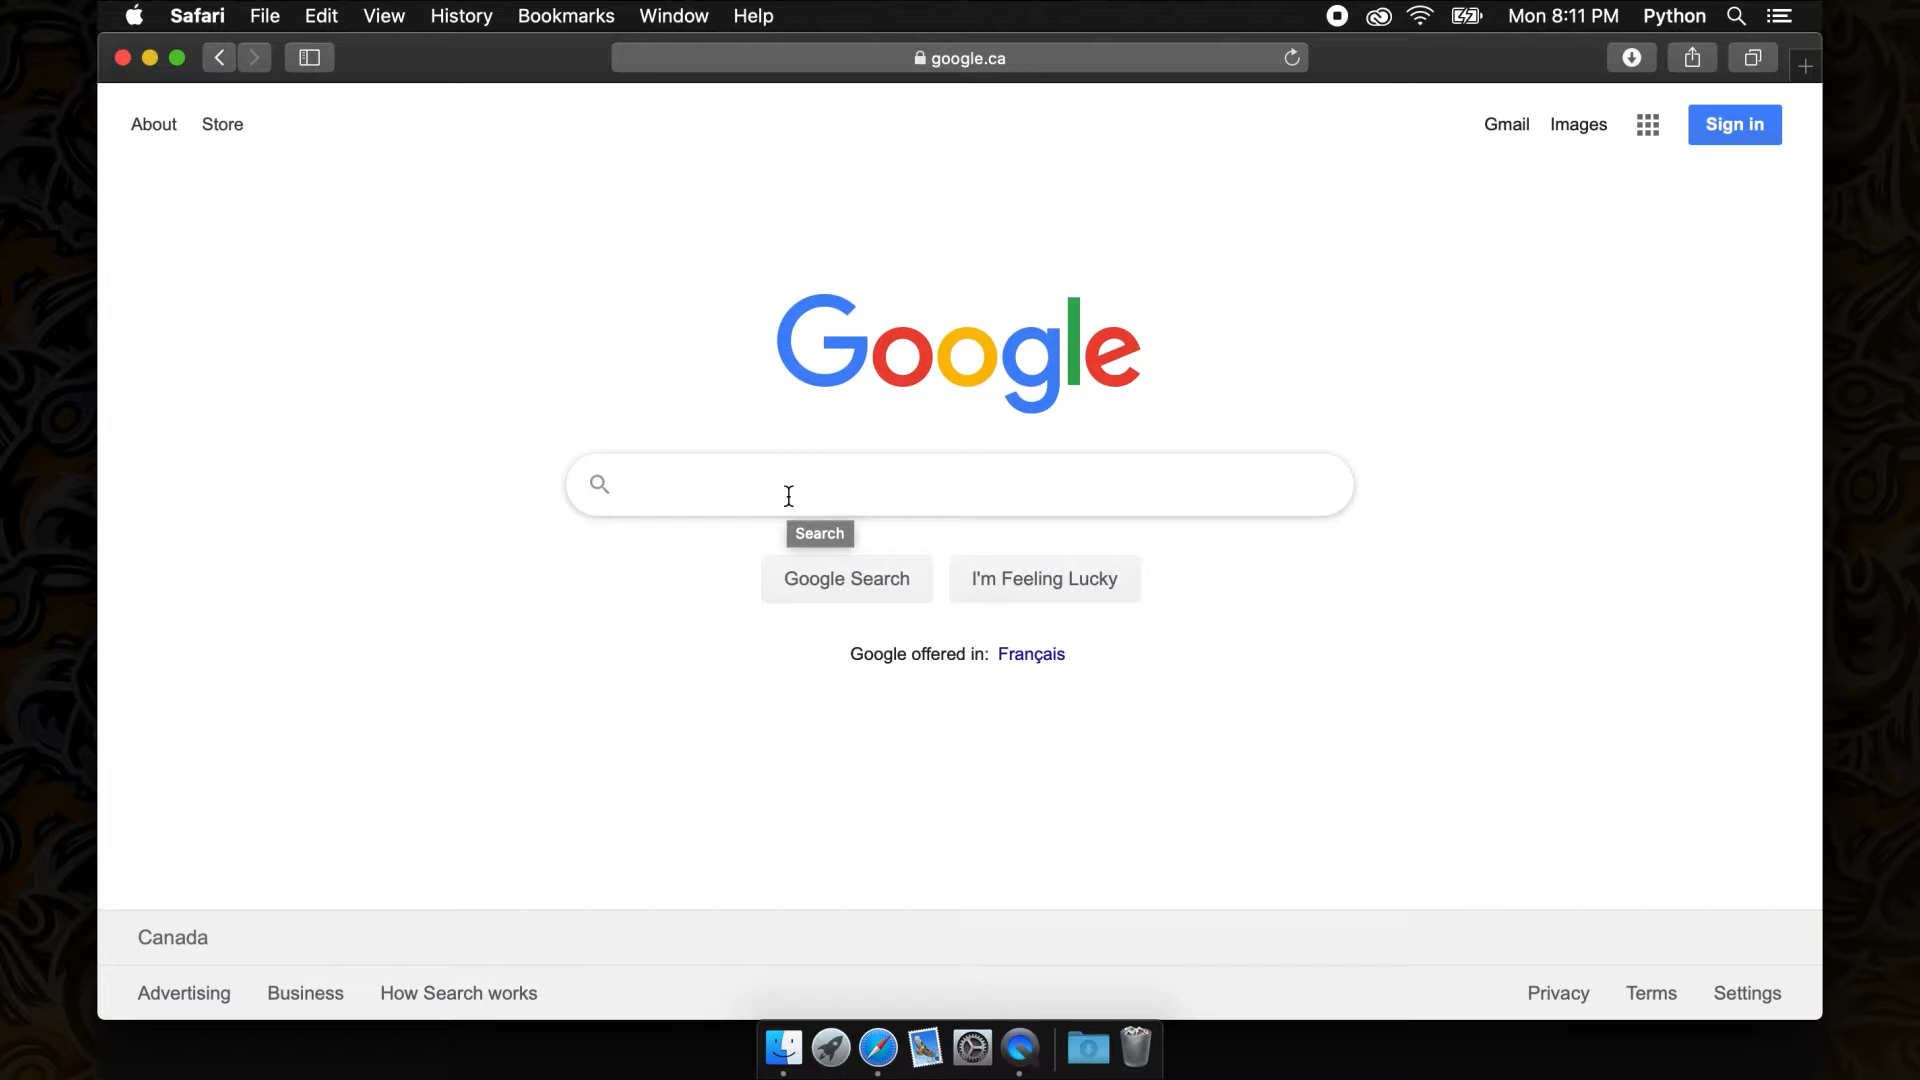 Safari File Edit View History Bookmarks Window Help Mon 8:11 PM Python
google.ca
About Store Gmail Images Sign in
Google
Search
Google Search I'm Feeling Lucky
Google offered in: Français
Canada
Advertising Business How Search works Privacy Terms Settings